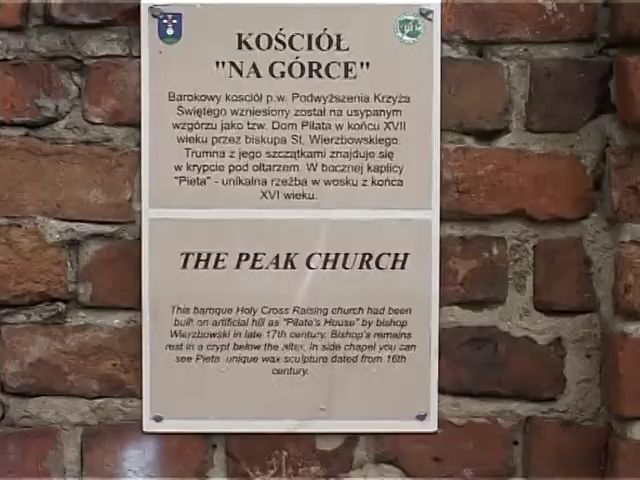 KOŚCIÓŁ
"NA GÓRCE"
Barokowy kościół p.w. Podwyższenia Krzyża
Świętego wzniesiony został na usypanym
wzgórzu jako tzw. Dom Piłata w końcu XVII
wieku przez biskupa St. Wierzbowskiego.
Trumna z jego szczątkami znajduje się
w krypcie pod ołtarzem. W bocznej kaplicy
"Pieta" - unikalna rzeźba w wosku z końca
XVI wieku.
THE PEAK CHURCH
This baroque Holy Cross Raising church had been
built on artificial hill as "Pilate's House" by bishop
Wierzbowski in late 17th century. Bishop's remains
rest in a crypt below the altar. In side chapel you can
see Pieta unique wax sculpture dated from 16th
century.